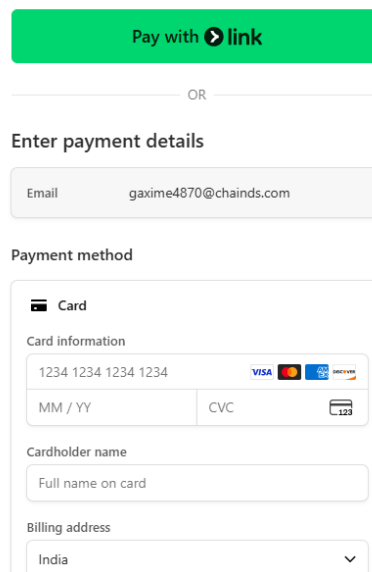 Pay with link
OR
Enter payment details
Email gaxime4870@chainds.com
Payment method
Card
Card information
1234 1234 1234 1234 VISA DISCOVER
MM / YY CVC 123
Cardholder name
Full name on card
Billing address
India